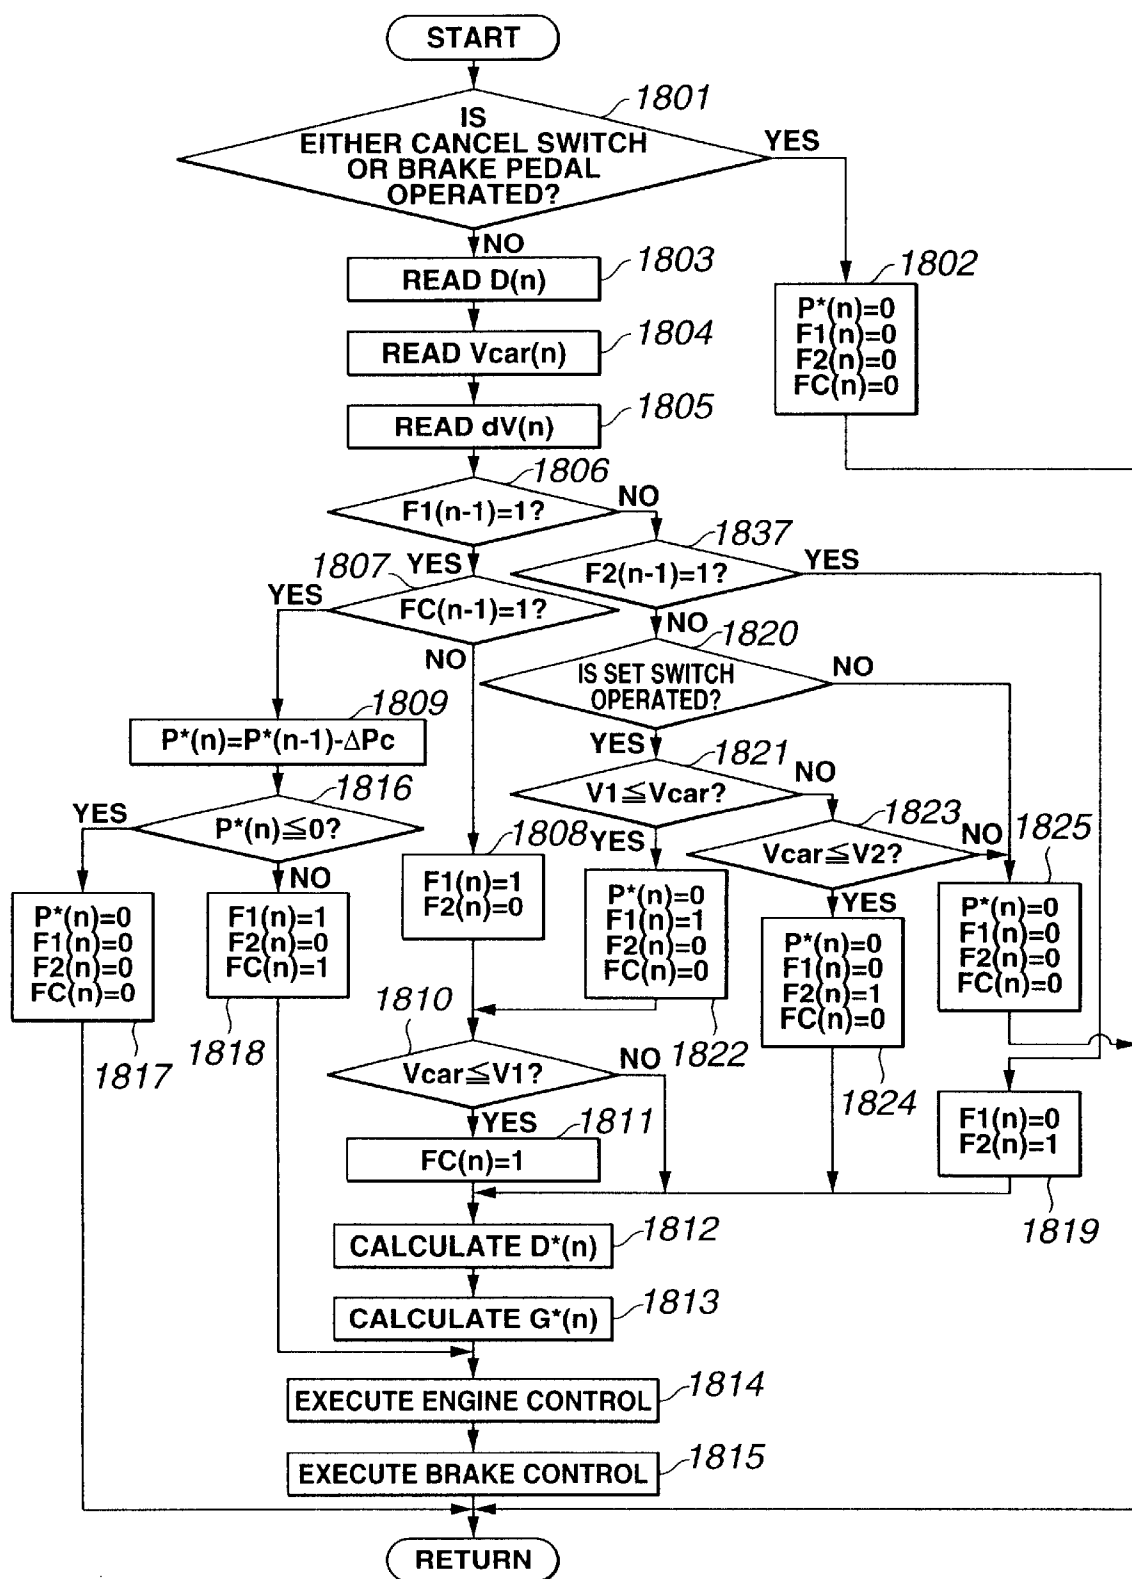 START
1801
IS
EITHER CANCEL SWITCH
OR BRAKE PEDAL
OPERATED?
YES
NO
1802
P*(n)=0
F1(n)=0
F2(n)=0
FC(n)=0
1803
READ D(n)
1804
READ Vcar(n)
1805
READ dV(n)
1806
F1(n-1)=1?
NO
YES
1837
F2(n-1)=1?
YES
NO
1807
FC(n-1)=1?
YES
NO
1820
IS SET SWITCH
OPERATED?
NO
YES
1809
P*(n)=P*(n-1)-ΔPc
1821
V1≦Vcar?
NO
YES
1816
P*(n)≦0?
YES
NO
1823
Vcar≦V2?
NO
YES
1808
F1(n)=1
F2(n)=0
1825
P*(n)=0
F1(n)=0
F2(n)=0
FC(n)=0
P*(n)=0
F1(n)=0
F2(n)=0
FC(n)=0
1817
F1(n)=1
F2(n)=0
FC(n)=1
1818
P*(n)=0
F1(n)=1
F2(n)=0
FC(n)=0
1822
P*(n)=0
F1(n)=0
F2(n)=1
FC(n)=0
1824
1810
Vcar≦V1?
NO
YES
1811
FC(n)=1
F1(n)=0
F2(n)=1
1819
1812
CALCULATE D*(n)
1813
CALCULATE G*(n)
1814
EXECUTE ENGINE CONTROL
1815
EXECUTE BRAKE CONTROL
RETURN